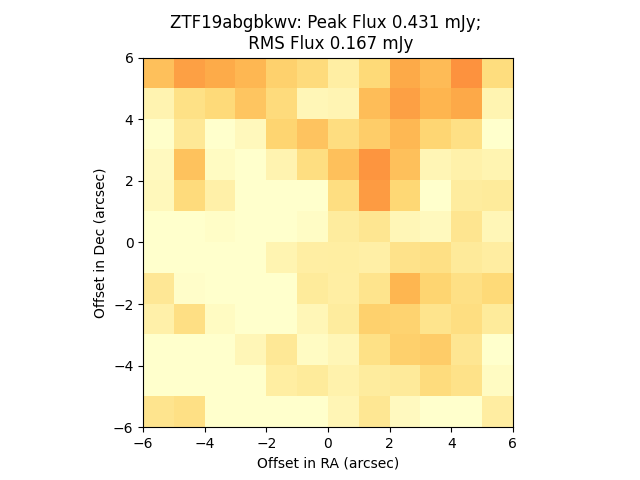 ZTF19abgbkwv: Peak Flux 0.431 mJy;
RMS Flux 0.167 mJy
6
4
2
0
−2
−4
−6
Offset in Dec (arcsec)
−6 −4 −2 0 2 4 6
Offset in RA (arcsec)